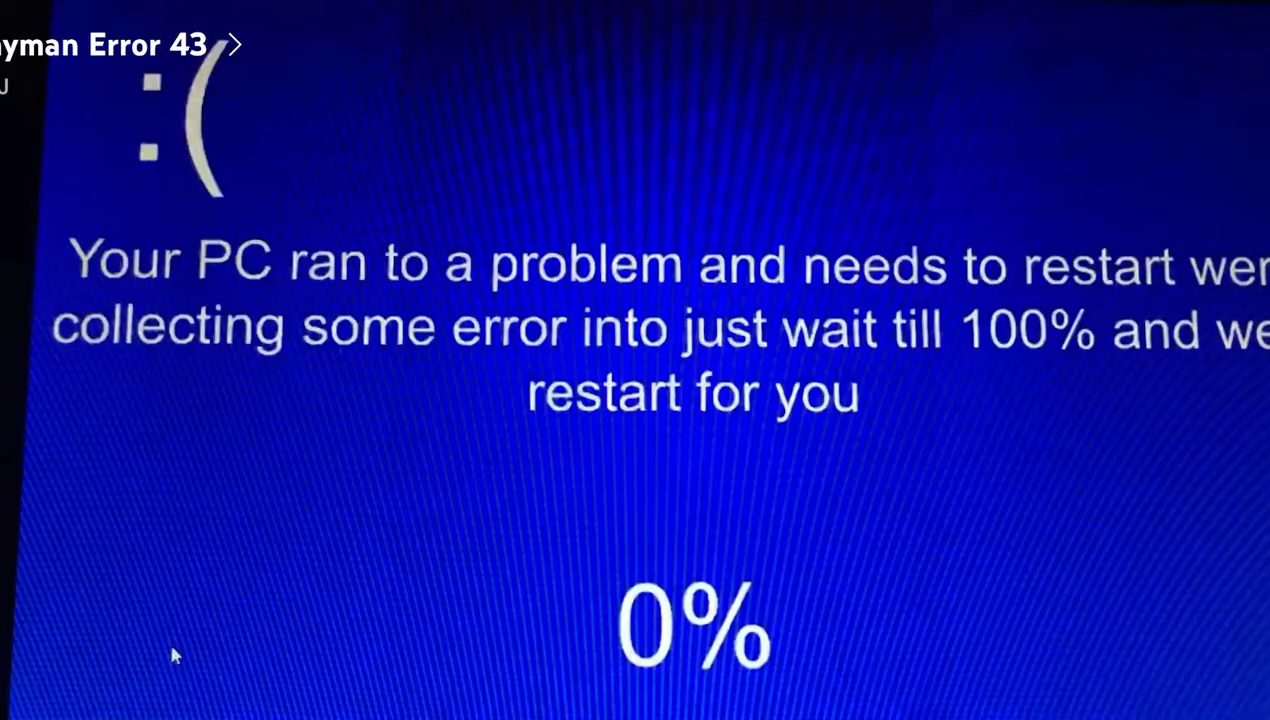 yman Error 43
:(
Your PC ran to a problem and needs to restart wer
collecting some error into just wait till 100% and we
restart for you
0%